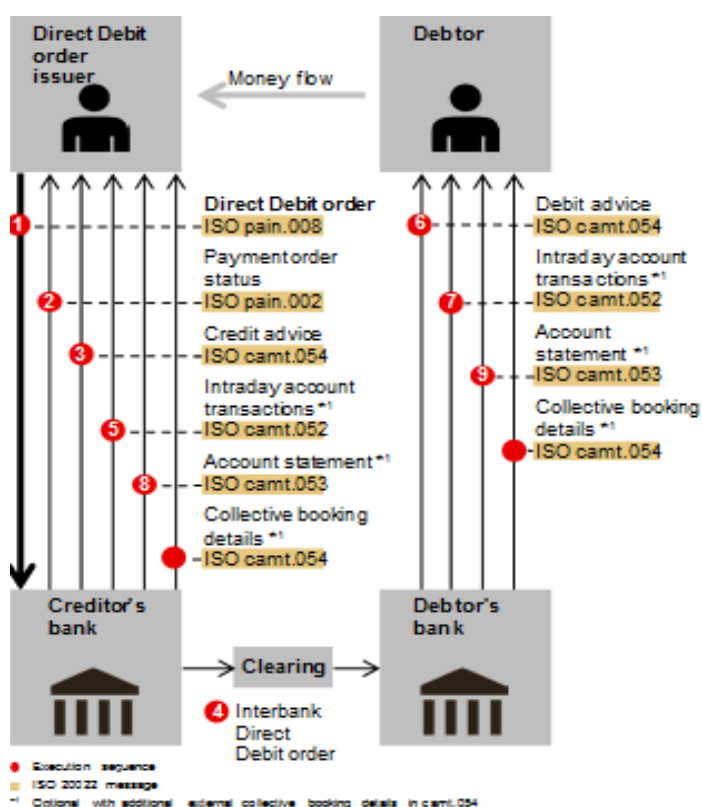 Direct Debit
order
issuer
Debtor
Money flow
1
Direct Debit order
ISO pain.008
Payment order
status
2
ISO pain.002
Credit advice
3
ISO camt.054
Intraday account
transactions *¹
5
ISO camt.052
Account statement *¹
8
ISO camt.053
Collective booking
details *¹
ISO camt.054
Debit advice
6
ISO camt.054
Intraday account
transactions *¹
7
ISO camt.052
Account
statement *¹
9
ISO camt.053
Collective booking
details *¹
ISO camt.054
Creditor's
bank
Clearing
Debtor's
bank
4 Interbank
Direct
Debit order
Execution sequence
ISO 20022 message
*¹ Optional with additional external collective booking details in camt.054